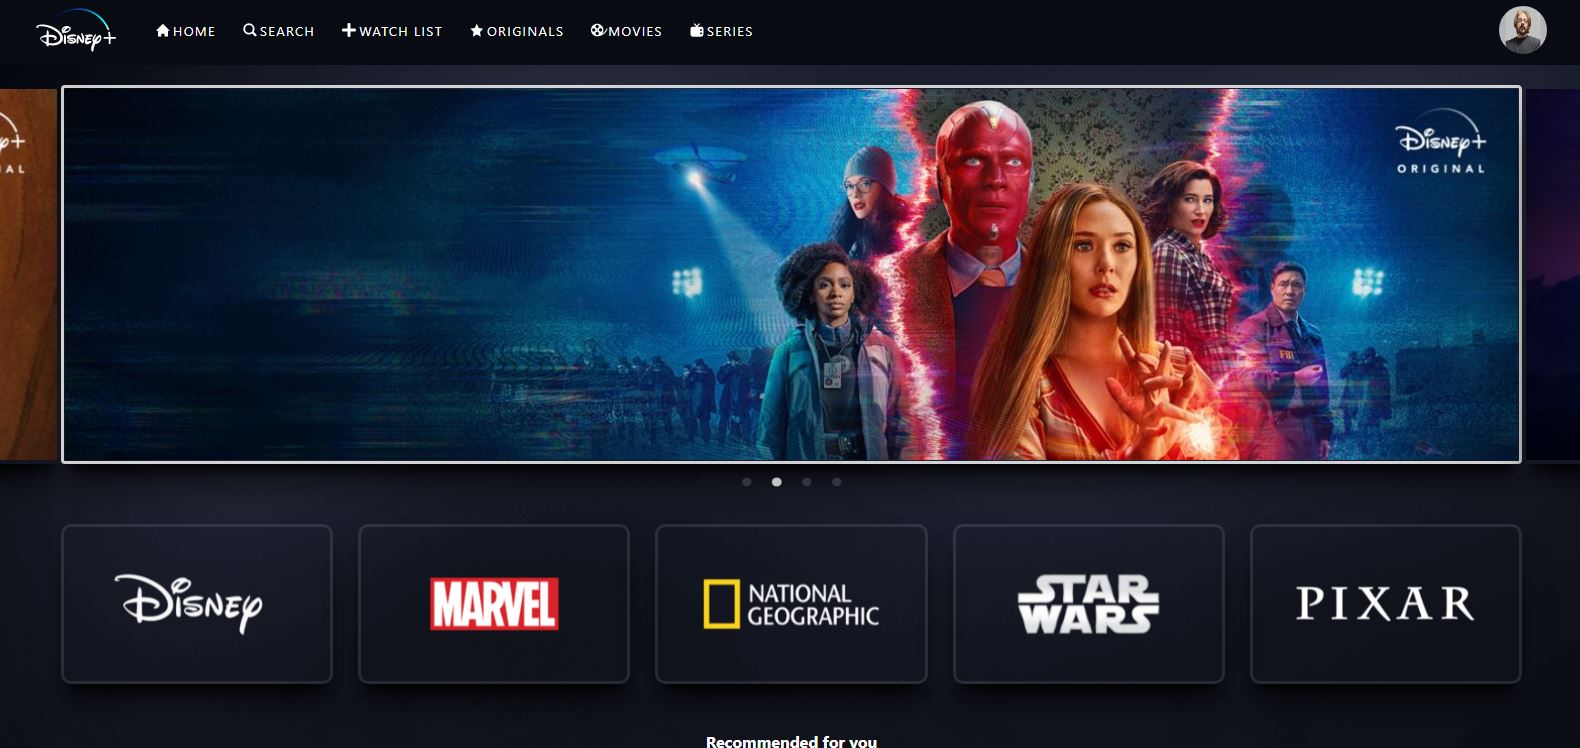 Disney+
HOME
SEARCH
WATCH LIST
ORIGINALS
MOVIES
SERIES
Disney+
ORIGINAL
FBI
Disney
MARVEL
NATIONAL
GEOGRAPHIC
STAR
WARS
PIXAR
Recommended for you